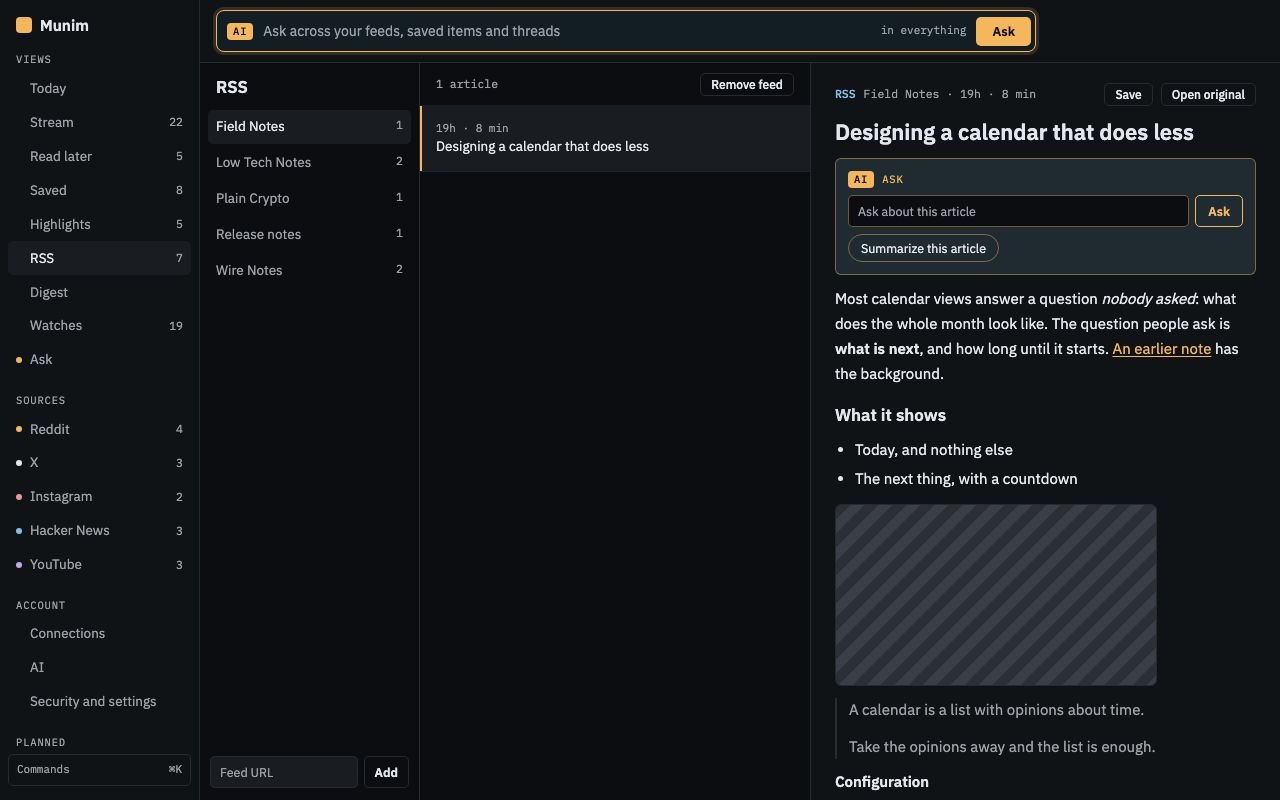 Munim
VIEWS
Today
Stream 22
Read later 5
Saved 8
Highlights 5
RSS 7
Digest
Watches 19
Ask
SOURCES
Reddit 4
X 3
Instagram 2
Hacker News 3
YouTube 3
ACCOUNT
Connections
AI
Security and settings
PLANNED
Commands ⌘K
AI Ask across your feeds, saved items and threads in everything Ask
RSS
Field Notes 1
Low Tech Notes 2
Plain Crypto 1
Release notes 1
Wire Notes 2
Feed URL Add
1 article Remove feed
19h · 8 min
Designing a calendar that does less
RSS Field Notes · 19h · 8 min Save Open original
Designing a calendar that does less
AI ASK
Ask about this article Ask
Summarize this article
Most calendar views answer a question nobody asked: what
does the whole month look like. The question people ask is
what is next, and how long until it starts. An earlier note has
the background.
What it shows
• Today, and nothing else
• The next thing, with a countdown
A calendar is a list with opinions about time.
Take the opinions away and the list is enough.
Configuration